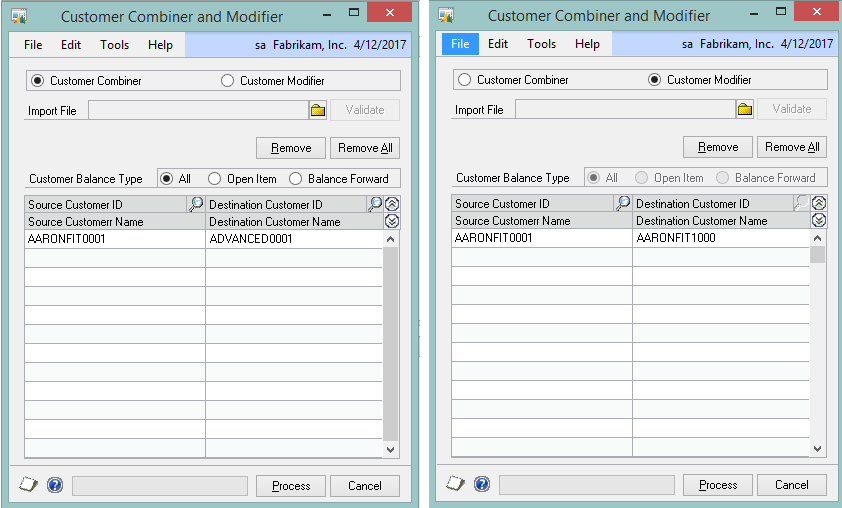 Customer Combiner and Modifier
File Edit Tools Help sa Fabrikam, Inc. 4/12/2017
Customer Combiner Customer Modifier
Import File Validate
Remove Remove All
Customer Balance Type All Open Item Balance Forward
Source Customer ID Destination Customer ID
Source Customerr Name Destination Customer Name
AARONFIT0001 ADVANCED0001
Process Cancel
Customer Combiner and Modifier
File Edit Tools Help sa Fabrikam, Inc. 4/12/2017
Customer Combiner Customer Modifier
Import File Validate
Remove Remove All
Customer Balance Type All Open Item Balance Forward
Source Customer ID Destination Customer ID
Source Customerr Name Destination Customer Name
AARONFIT0001 AARONFIT1000
Process Cancel